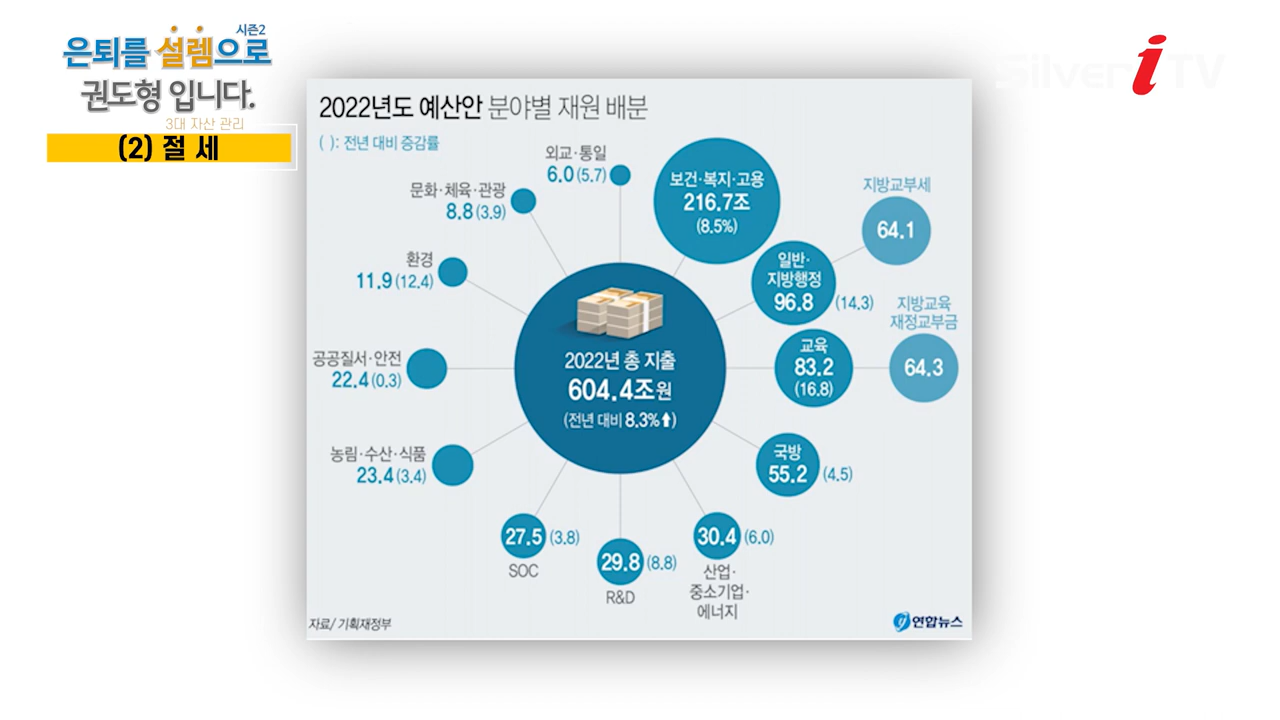 시즌2
은퇴를 설렘으로
권도형 입니다.
3대 자산 관리
(2) 절 세
Silver i TV
2022년도 예산안 분야별 재원 배분
( ): 전년 대비 증감률
외교·통일
6.0 (5.7)
보건·복지·고용
216.7조
(8.5%)
지방교부세
64.1
문화·체육·관광
8.8 (3.9)
일반·
지방행정
96.8 (14.3)
환경
11.9 (12.4)
지방교육
재정교부금
64.3
교육
83.2
(16.8)
공공질서·안전
22.4 (0.3)
2022년 총 지출
604.4조원
(전년 대비 8.3%⬆)
농림·수산·식품
23.4 (3.4)
국방
55.2 (4.5)
27.5 (3.8)
SOC
29.8 (8.8)
R&D
30.4 (6.0)
산업·
중소기업·
에너지
자료/ 기획재정부
연합뉴스